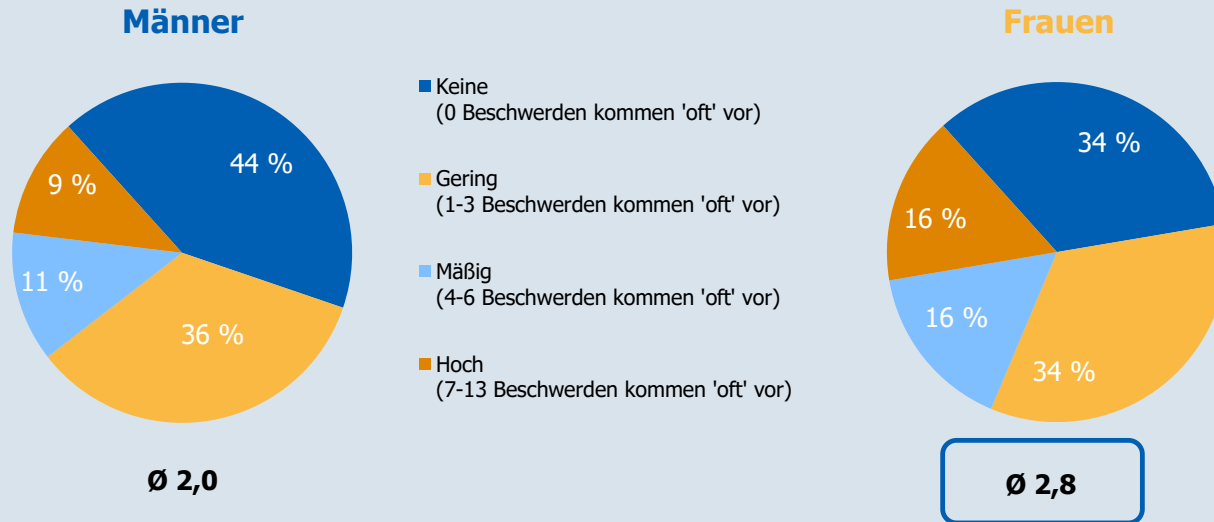 Männer
44 %
9 %
11 %
36 %
Ø 2,0
Keine
(0 Beschwerden kommen 'oft' vor)
Gering
(1-3 Beschwerden kommen 'oft' vor)
Mäßig
(4-6 Beschwerden kommen 'oft' vor)
Hoch
(7-13 Beschwerden kommen 'oft' vor)
Frauen
34 %
16 %
16 %
34 %
Ø 2,8